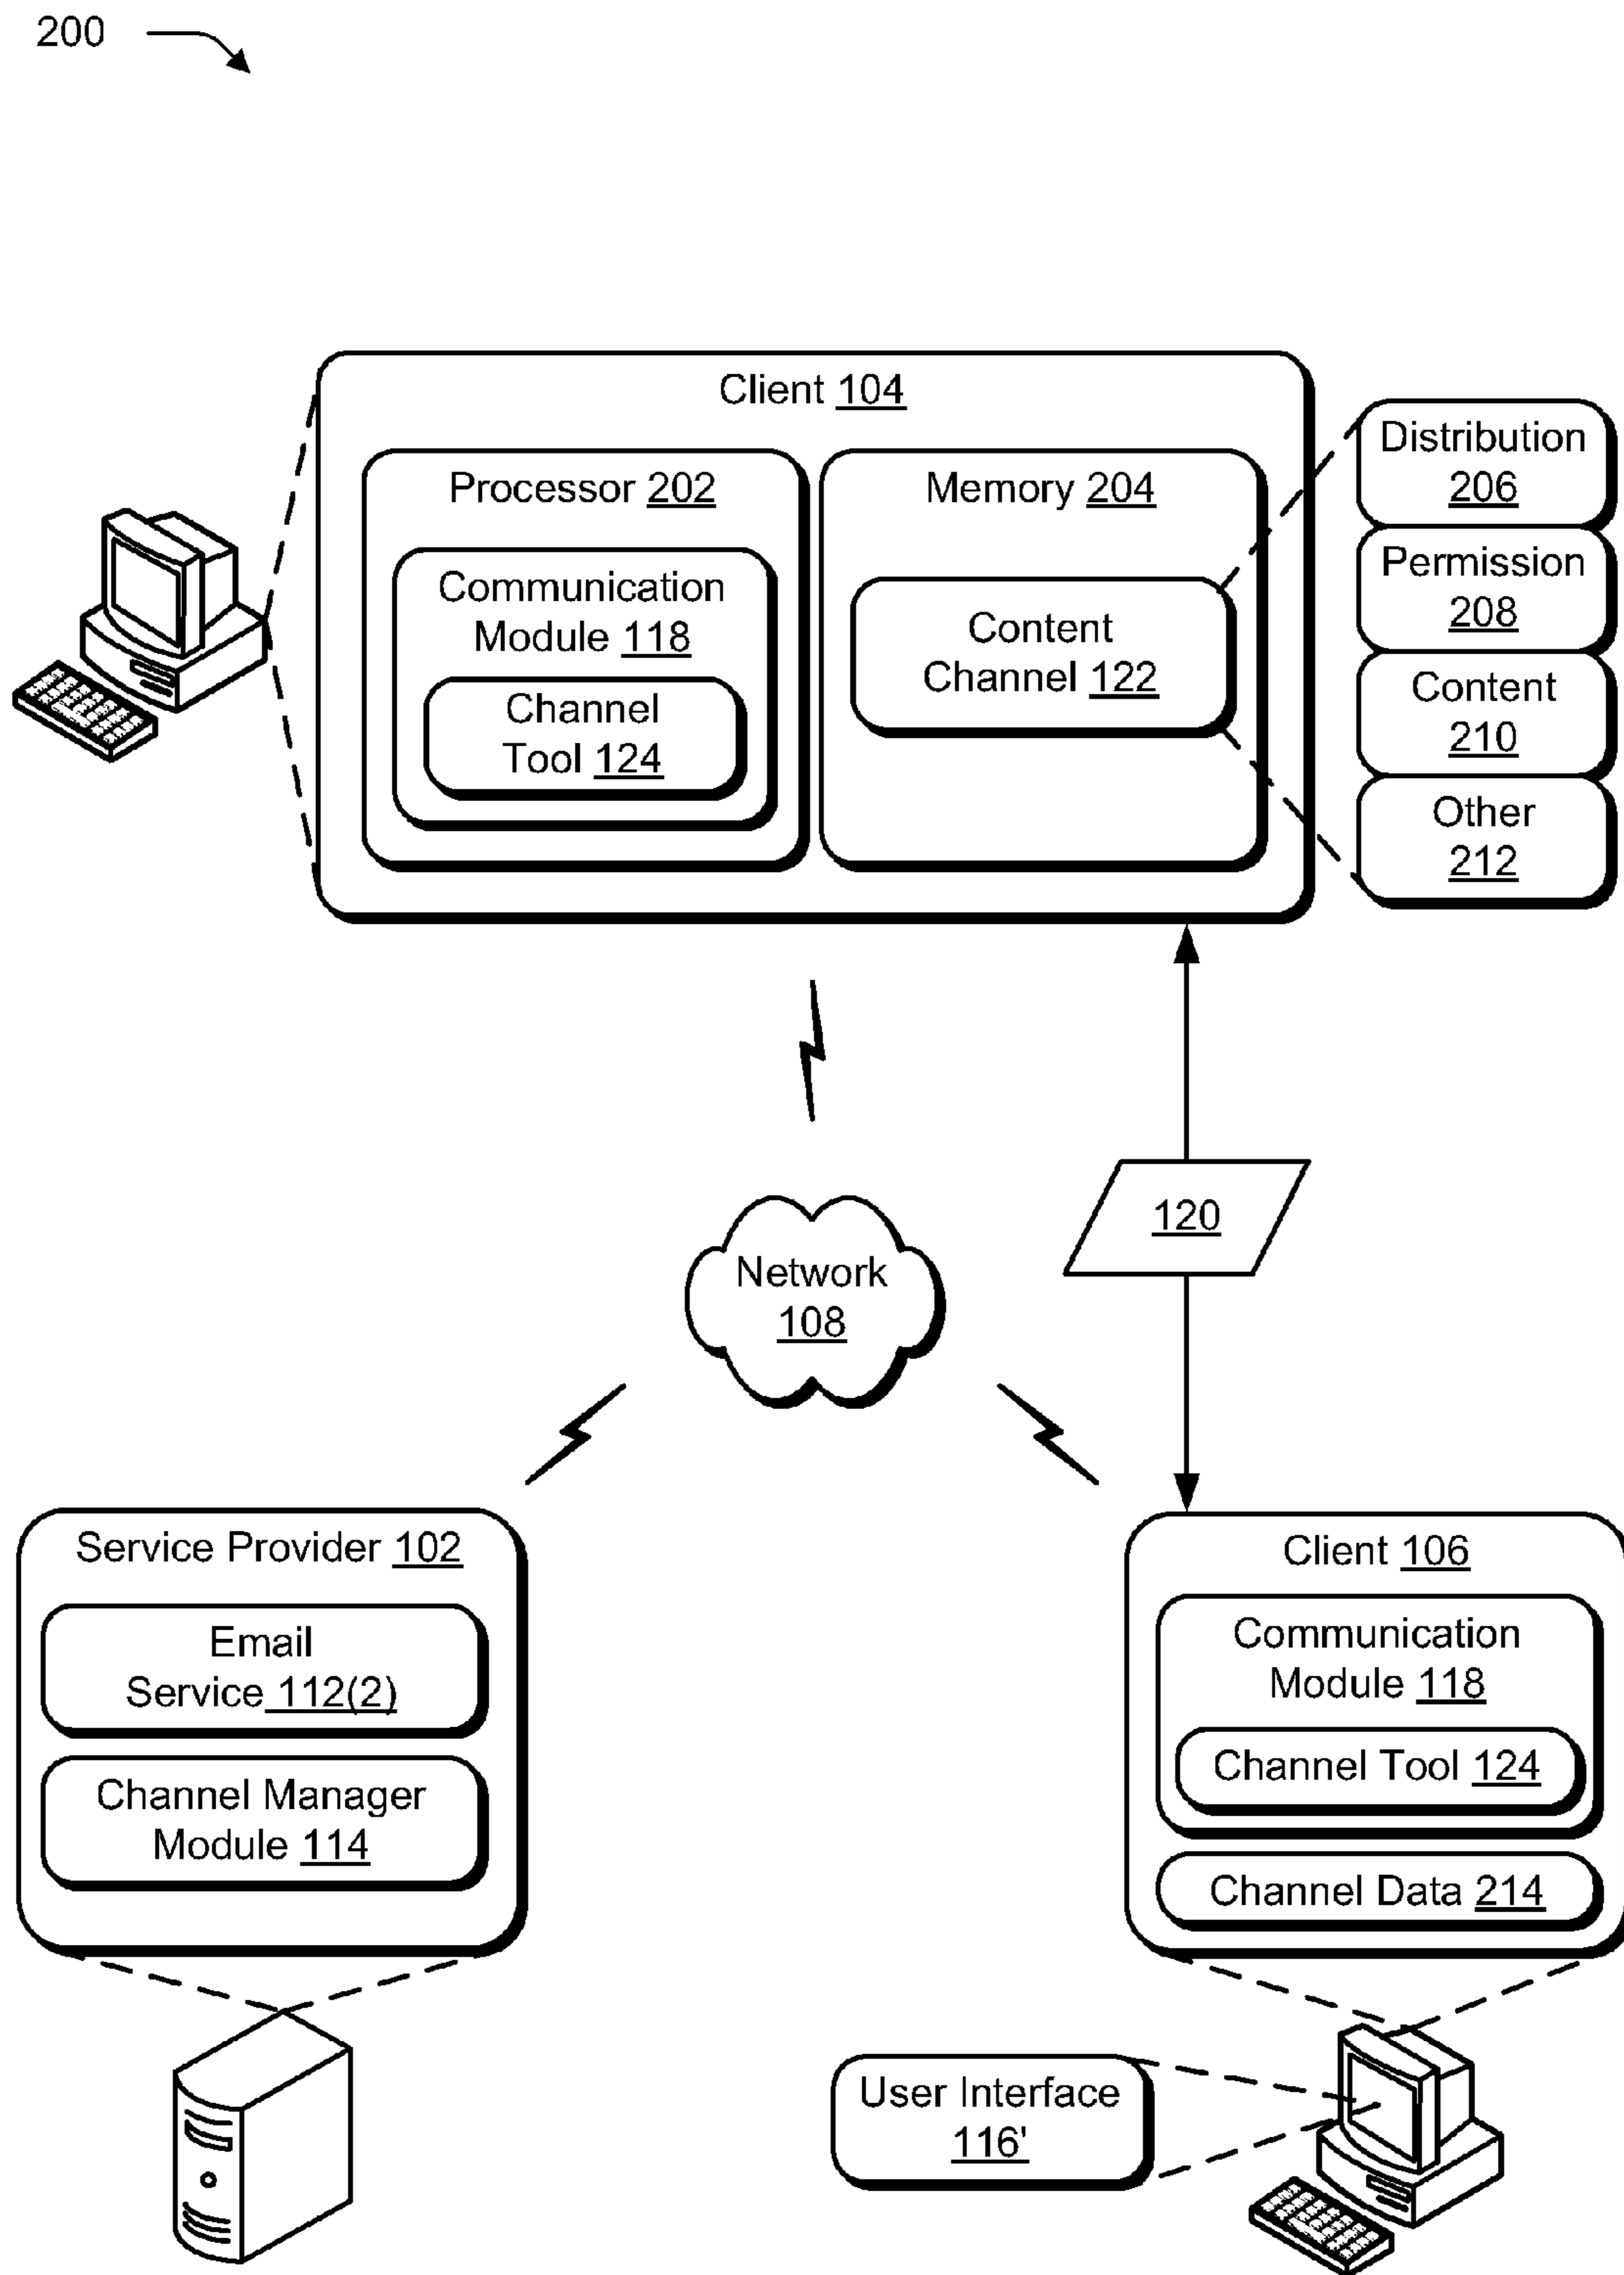 200
Client 104
Processor 202
Communication
Module 118
Channel
Tool 124
Memory 204
Content
Channel 122
Distribution
206
Permission
208
Content
210
Other
212
120
Network
108
Service Provider 102
Email
Service 112(2)
Channel Manager
Module 114
Client 106
Communication
Module 118
Channel Tool 124
Channel Data 214
User Interface
116'